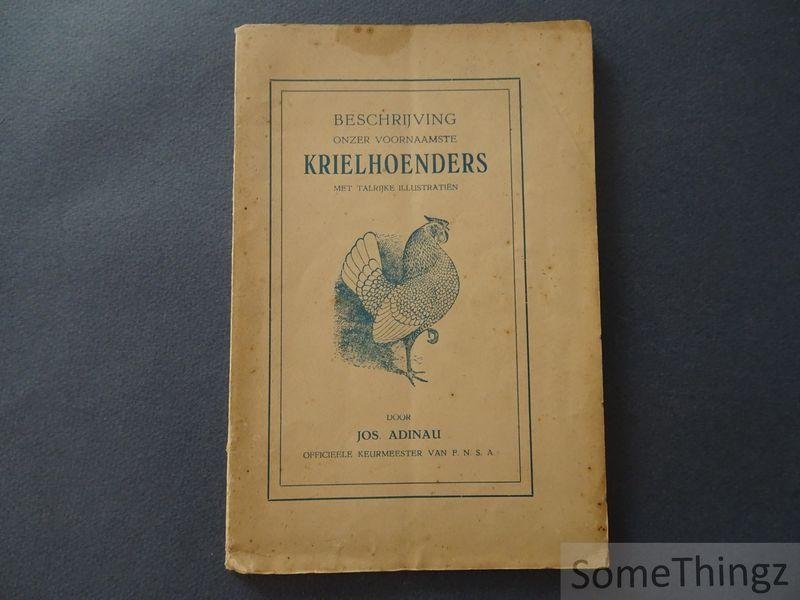 BESCHRIJVING
ONZER VOORNAAMSTE
KRIELHOENDERS
MET TALRIJKE ILLUSTRATIËN
DOOR
JOS. ADINAU
OFFICIEELE KEURMEESTER VAN F. N. S. A.
SomeThingz